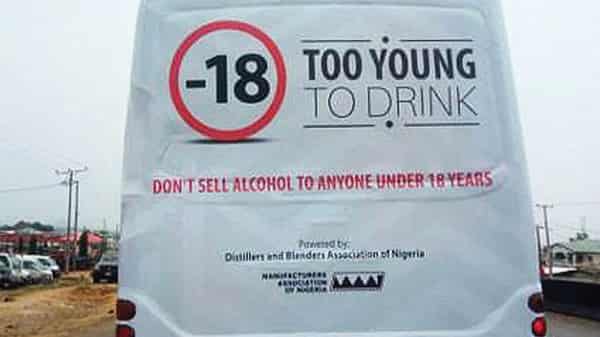 -18
TOO YOUNG
TO DRINK
DON'T SELL ALCOHOL TO ANYONE UNDER 18 YEARS
Powered by:
Distillers and Blenders Association of Nigeria
MANUFACTURERS
ASSOCIATION
OF NIGERIA